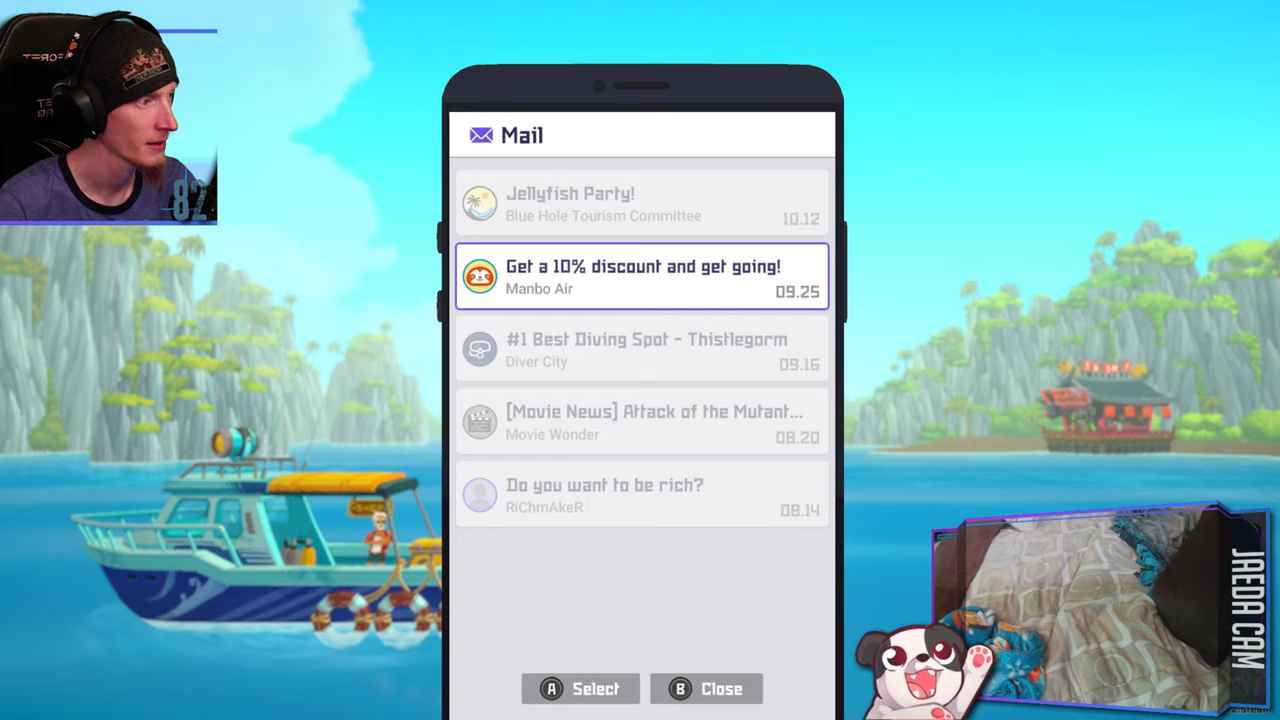 Mail
Jellyfish Party!
Blue Hole Tourism Committee
10.12
Get a 10% discount and get going!
Manbo Air
09.25
#1 Best Diving Spot - Thistlegorm
Diver City
09.16
[Movie News] Attack of the Mutant...
Movie Wonder
08.20
Do you want to be rich?
RiChmAkeR
08.14
A Select
B Close
82
JAEDA CAM